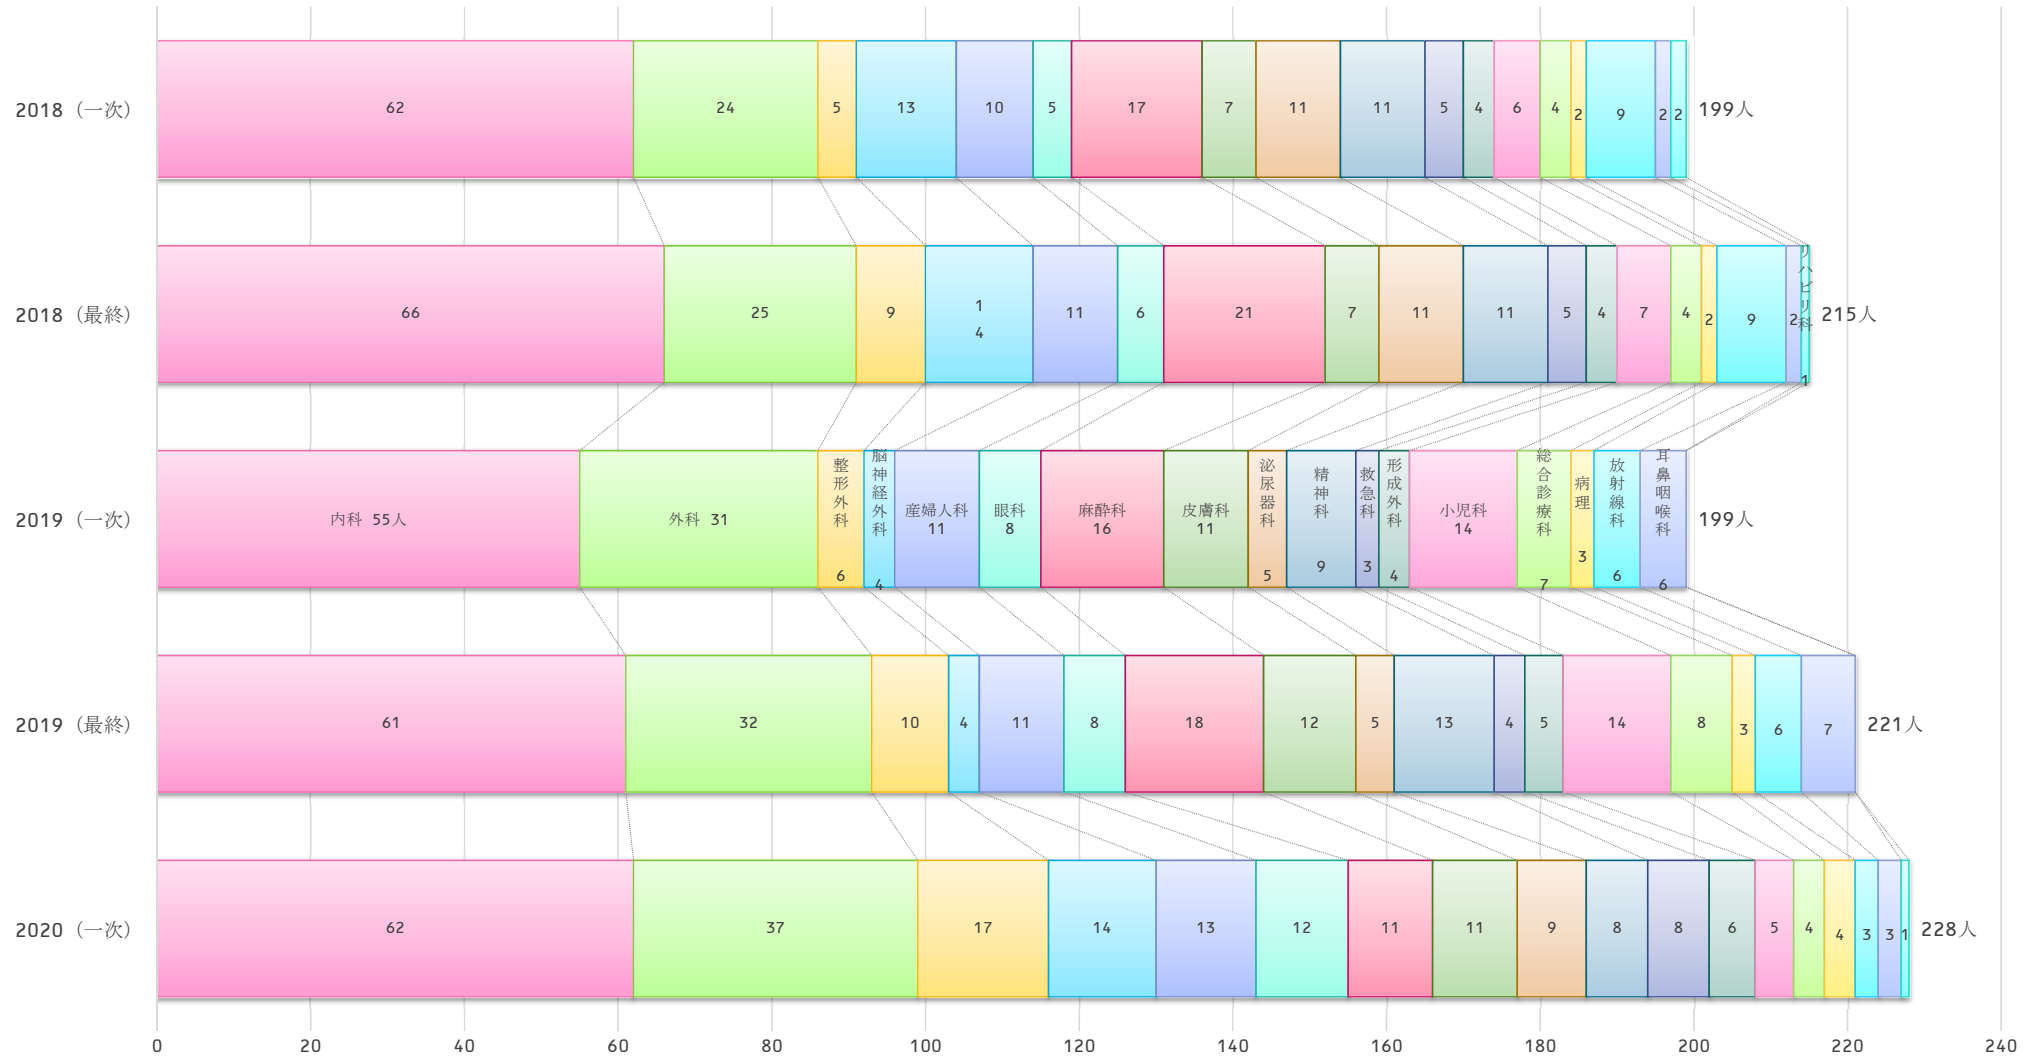 2018（一次） 62 24 5 13 10 5 17 7 11 11 5 4 6 4 2 9 2 2 199人
2018（最終） 66 25 9 14 11 6 21 7 11 11 5 4 7 4 2 9 2 リハビリ科 1 215人
2019（一次） 内科 55人 外科 31 整形外科 6 脳神経外科 4 産婦人科 11 眼科 8 麻酔科 16 皮膚科 11 泌尿器科 5 精神科 9 救急科 3 形成外科 4 小児科 14 総合診療科 7 病理 3 放射線科 6 耳鼻咽喉科 6 199人
2019（最終） 61 32 10 4 11 8 18 12 5 13 4 5 14 8 3 6 7 221人
2020（一次） 62 37 17 14 13 12 11 11 9 8 8 6 5 4 4 3 3 1 228人
0 20 40 60 80 100 120 140 160 180 200 220 240